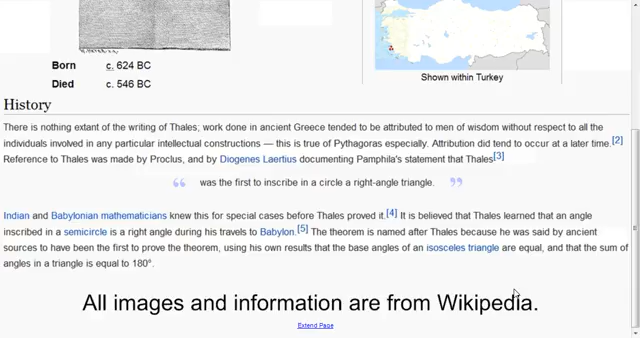 Born c. 624 BC
Died c. 546 BC
Shown within Turkey
History
There is nothing extant of the writing of Thales; work done in ancient Greece tended to be attributed to men of wisdom without respect to all the
individuals involved in any particular intellectual constructions — this is true of Pythagoras especially. Attribution did tend to occur at a later time.[2]
Reference to Thales was made by Proclus, and by Diogenes Laertius documenting Pamphila's statement that Thales[3]
“ was the first to inscribe in a circle a right-angle triangle. ”
Indian and Babylonian mathematicians knew this for special cases before Thales proved it.[4] It is believed that Thales learned that an angle
inscribed in a semicircle is a right angle during his travels to Babylon.[5] The theorem is named after Thales because he was said by ancient
sources to have been the first to prove the theorem, using his own results that the base angles of an isosceles triangle are equal, and that the sum of
angles in a triangle is equal to 180°.
All images and information are from Wikipedia.
Extend Page